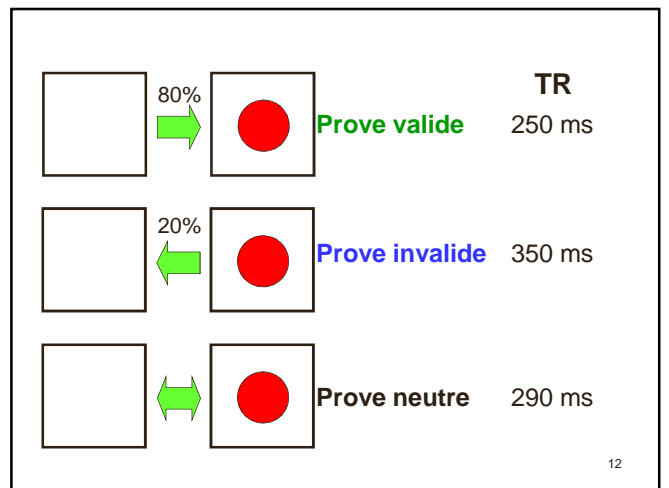 TR
80%
Prove valide 250 ms
20%
Prove invalide 350 ms
Prove neutre 290 ms
12